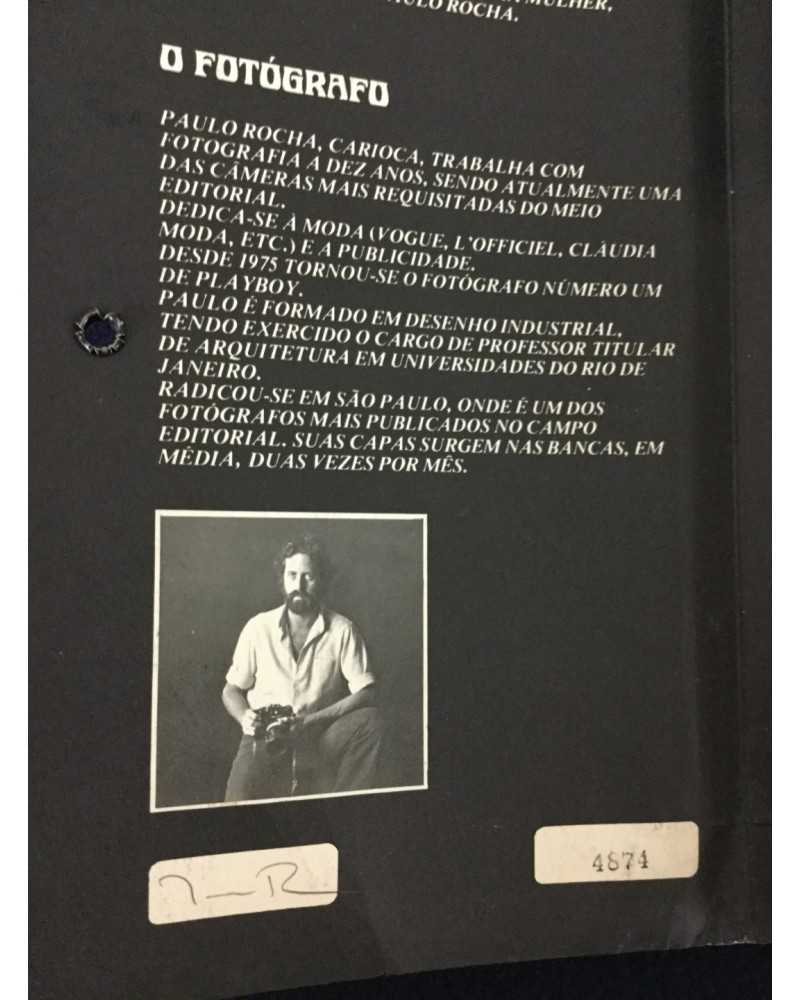 MULHER,
PAULO ROCHA.
O FOTÓGRAFO
PAULO ROCHA, CARIOCA, TRABALHA COM
FOTOGRAFIA A DEZ ANOS, SENDO ATUALMENTE UMA
DAS CÂMERAS MAIS REQUISITADAS DO MEIO
EDITORIAL.
DEDICA-SE À MODA (VOGUE, L'OFFICIEL, CLÁUDIA
MODA, ETC.) E A PUBLICIDADE.
DESDE 1975 TORNOU-SE O FOTÓGRAFO NÚMERO UM
DE PLAYBOY.
PAULO É FORMADO EM DESENHO INDUSTRIAL,
TENDO EXERCIDO O CARGO DE PROFESSOR TITULAR
DE ARQUITETURA EM UNIVERSIDADES DO RIO DE
JANEIRO.
RADICOU-SE EM SÃO PAULO, ONDE É UM DOS
FOTÓGRAFOS MAIS PUBLICADOS NO CAMPO
EDITORIAL. SUAS CAPAS SURGEM NAS BANCAS, EM
MÉDIA, DUAS VEZES POR MÊS.
4874